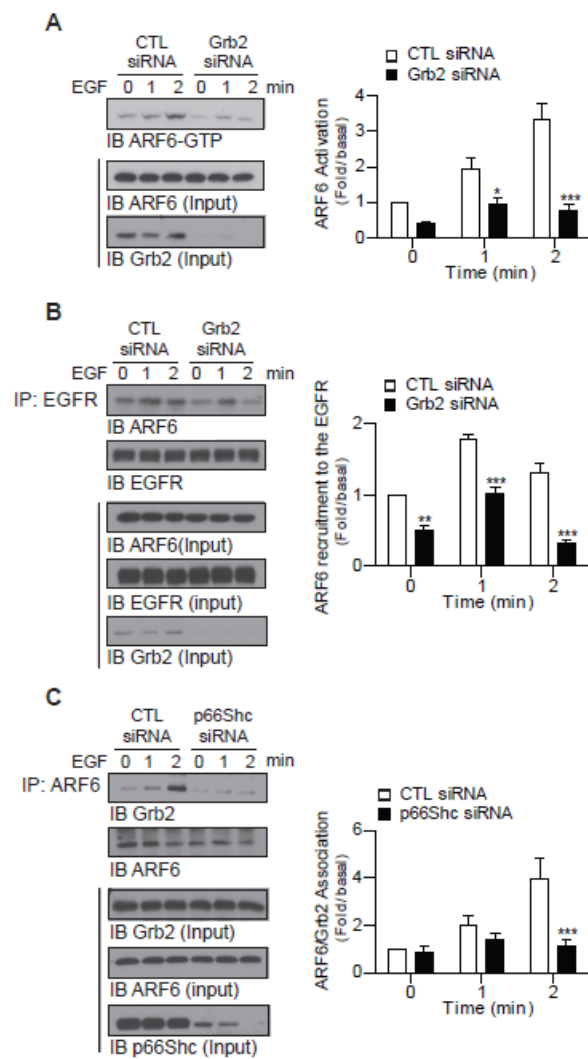 A
CTL siRNA
Grb2 siRNA
EGF 0 1 2 0 1 2 min
IB ARF6-GTP
IB ARF6 (Input)
IB Grb2 (Input)
CTL siRNA
Grb2 siRNA
ARF6 Activation
(Fold/basal)
4
3
2
1
0
*
***
0 1 2
Time (min)
B
CTL siRNA
Grb2 siRNA
EGF 0 1 2 0 1 2 min
IP: EGFR
IB ARF6
IB EGFR
IB ARF6(Input)
IB EGFR (input)
IB Grb2 (Input)
CTL siRNA
Grb2 siRNA
ARF6 recruitment to the EGFR
(Fold/basal)
2
1
0
**
***
***
0 1 2
Time (min)
C
CTL siRNA
p66Shc siRNA
EGF 0 1 2 0 1 2 min
IP: ARF6
IB Grb2
IB ARF6
IB Grb2 (Input)
IB ARF6 (input)
IB p66Shc (Input)
CTL siRNA
p66Shc siRNA
ARF6/Grb2 Association
(Fold/basal)
6
4
2
0
***
0 1 2
Time (min)